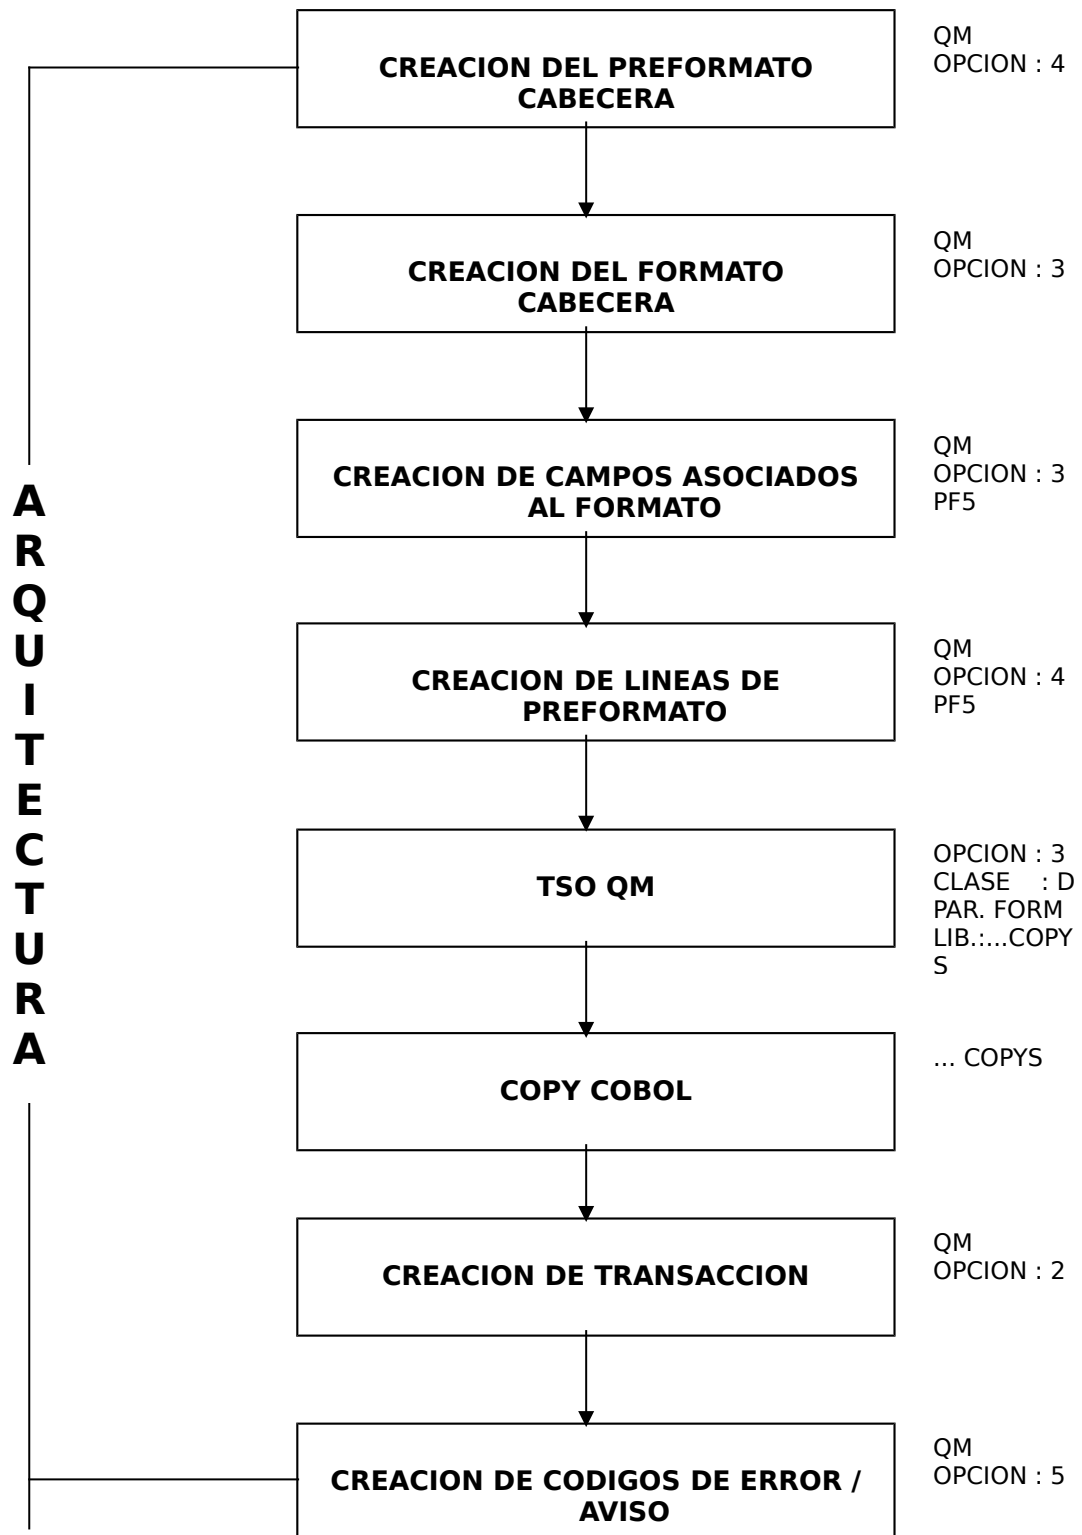 CREACION DEL PREFORMATO
CABECERA
QM
OPCION : 4
CREACION DEL FORMATO
CABECERA
QM
OPCION : 3
CREACION DE CAMPOS ASOCIADOS
AL FORMATO
QM
OPCION : 3
PF5
A
R
Q
U
I
T
E
C
T
U
R
A
CREACION DE LINEAS DE
PREFORMATO
QM
OPCION : 4
PF5
TSO QM
OPCION : 3
CLASE : D
PAR. FORM
LIB.:...COPY
S
COPY COBOL
... COPYS
CREACION DE TRANSACCION
QM
OPCION : 2
CREACION DE CODIGOS DE ERROR /
AVISO
QM
OPCION : 5